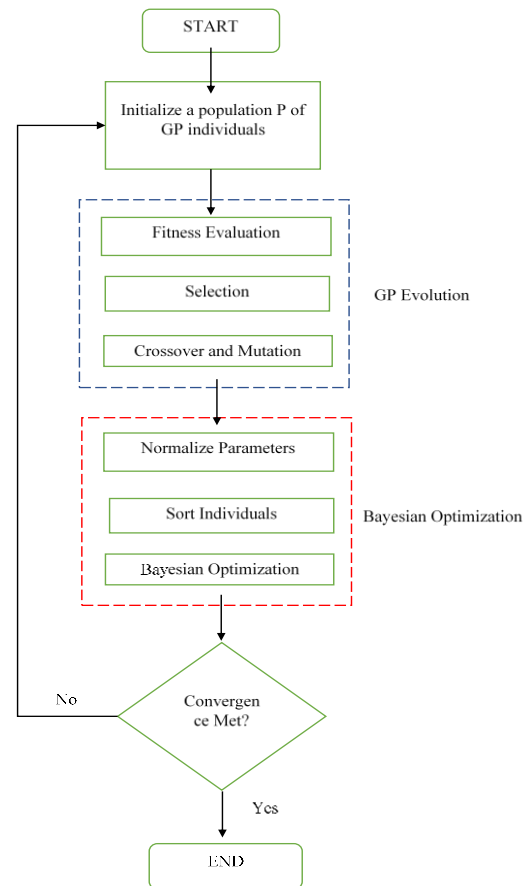 START
Initialize a population P of
GP individuals
Fitness Evaluation
Selection
GP Evolution
Crossover and Mutation
Normalize Parameters
Sort Individuals
Bayesian Optimization
Bayesian Optimization
No
Convergen
ce Met?
Yes
END